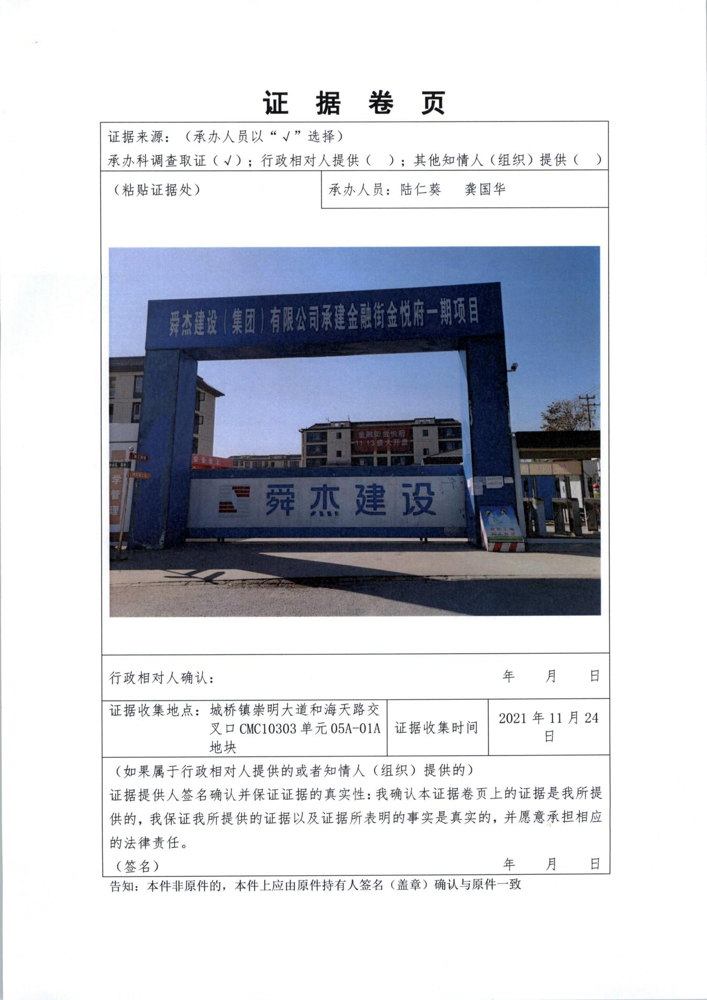 证 据 卷 页
证据来源：（承办人员以“√”选择）
承办科调查取证（√）；行政相对人提供（　）；其他知情人（组织）提供（　）
（粘贴证据处）
承办人员：陆仁葵　龚国华
舜杰建设（集团）有限公司承建金融街金悦府一期项目
金融街金悦府
11.13盛大开盘
安全至上
学
管
理
舜杰建设
行政相对人确认：　　年　月　日
证据收集地点：城桥镇崇明大道和海天路交
叉口CMC10303单元05A-01A
地块
证据收集时间
2021年11月24
日
（如果属于行政相对人提供的或者知情人（组织）提供的）
证据提供人签名确认并保证证据的真实性：我确认本证据卷页上的证据是我所提
供的，我保证我所提供的证据以及证据所表明的事实是真实的，并愿意承担相应
的法律责任。
（签名）　　年　月　日
告知：本件非原件的，本件上应由原件持有人签名（盖章）确认与原件一致